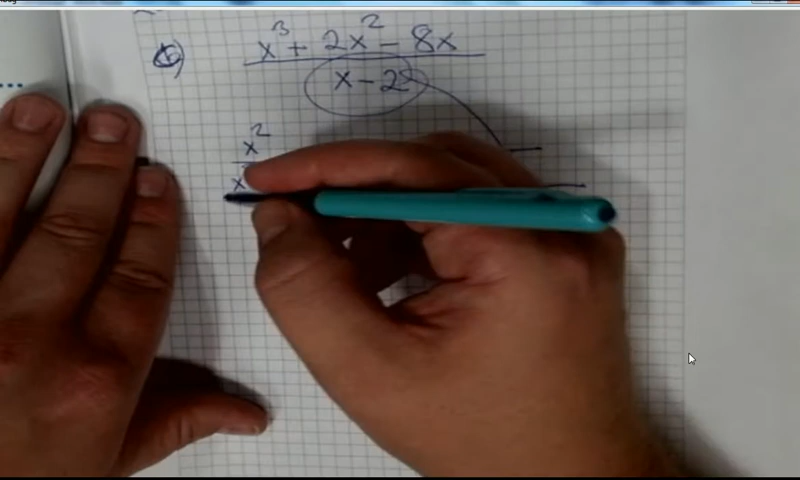 6)
x³ + 2x² - 8x
x - 2
x²
x